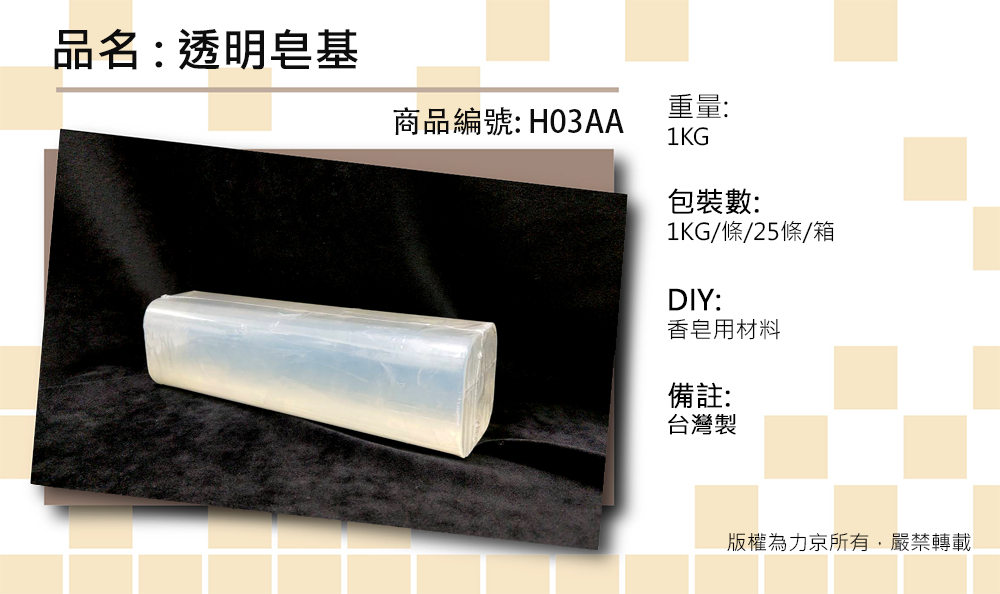 品名 : 透明皂基
商品編號: H03AA
重量:
1KG
包裝數:
1KG/條/25條/箱
DIY:
香皂用材料
備註:
台灣製
版權為力京所有，嚴禁轉載